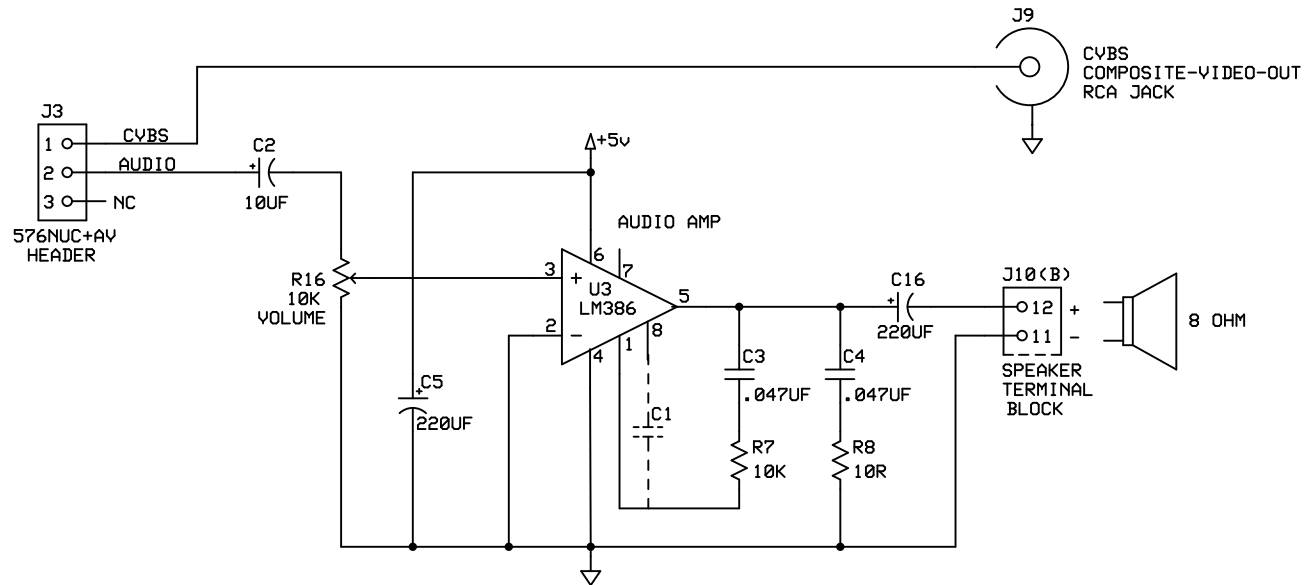 J9
CVBS
COMPOSITE-VIDEO-OUT
RCA JACK
J3
1
CVBS
2
AUDIO
3
NC
576NUC+AV
HEADER
C2
+
10UF
+5v
AUDIO AMP
R16
10K
VOLUME
3
+
6
7
U3
LM386
5
2
-
8
4
1
C5
+
220UF
C1
C3
.047UF
R7
10K
C4
.047UF
R8
10R
C16
+
220UF
J10(B)
12
+
11
-
SPEAKER
TERMINAL
BLOCK
8 OHM